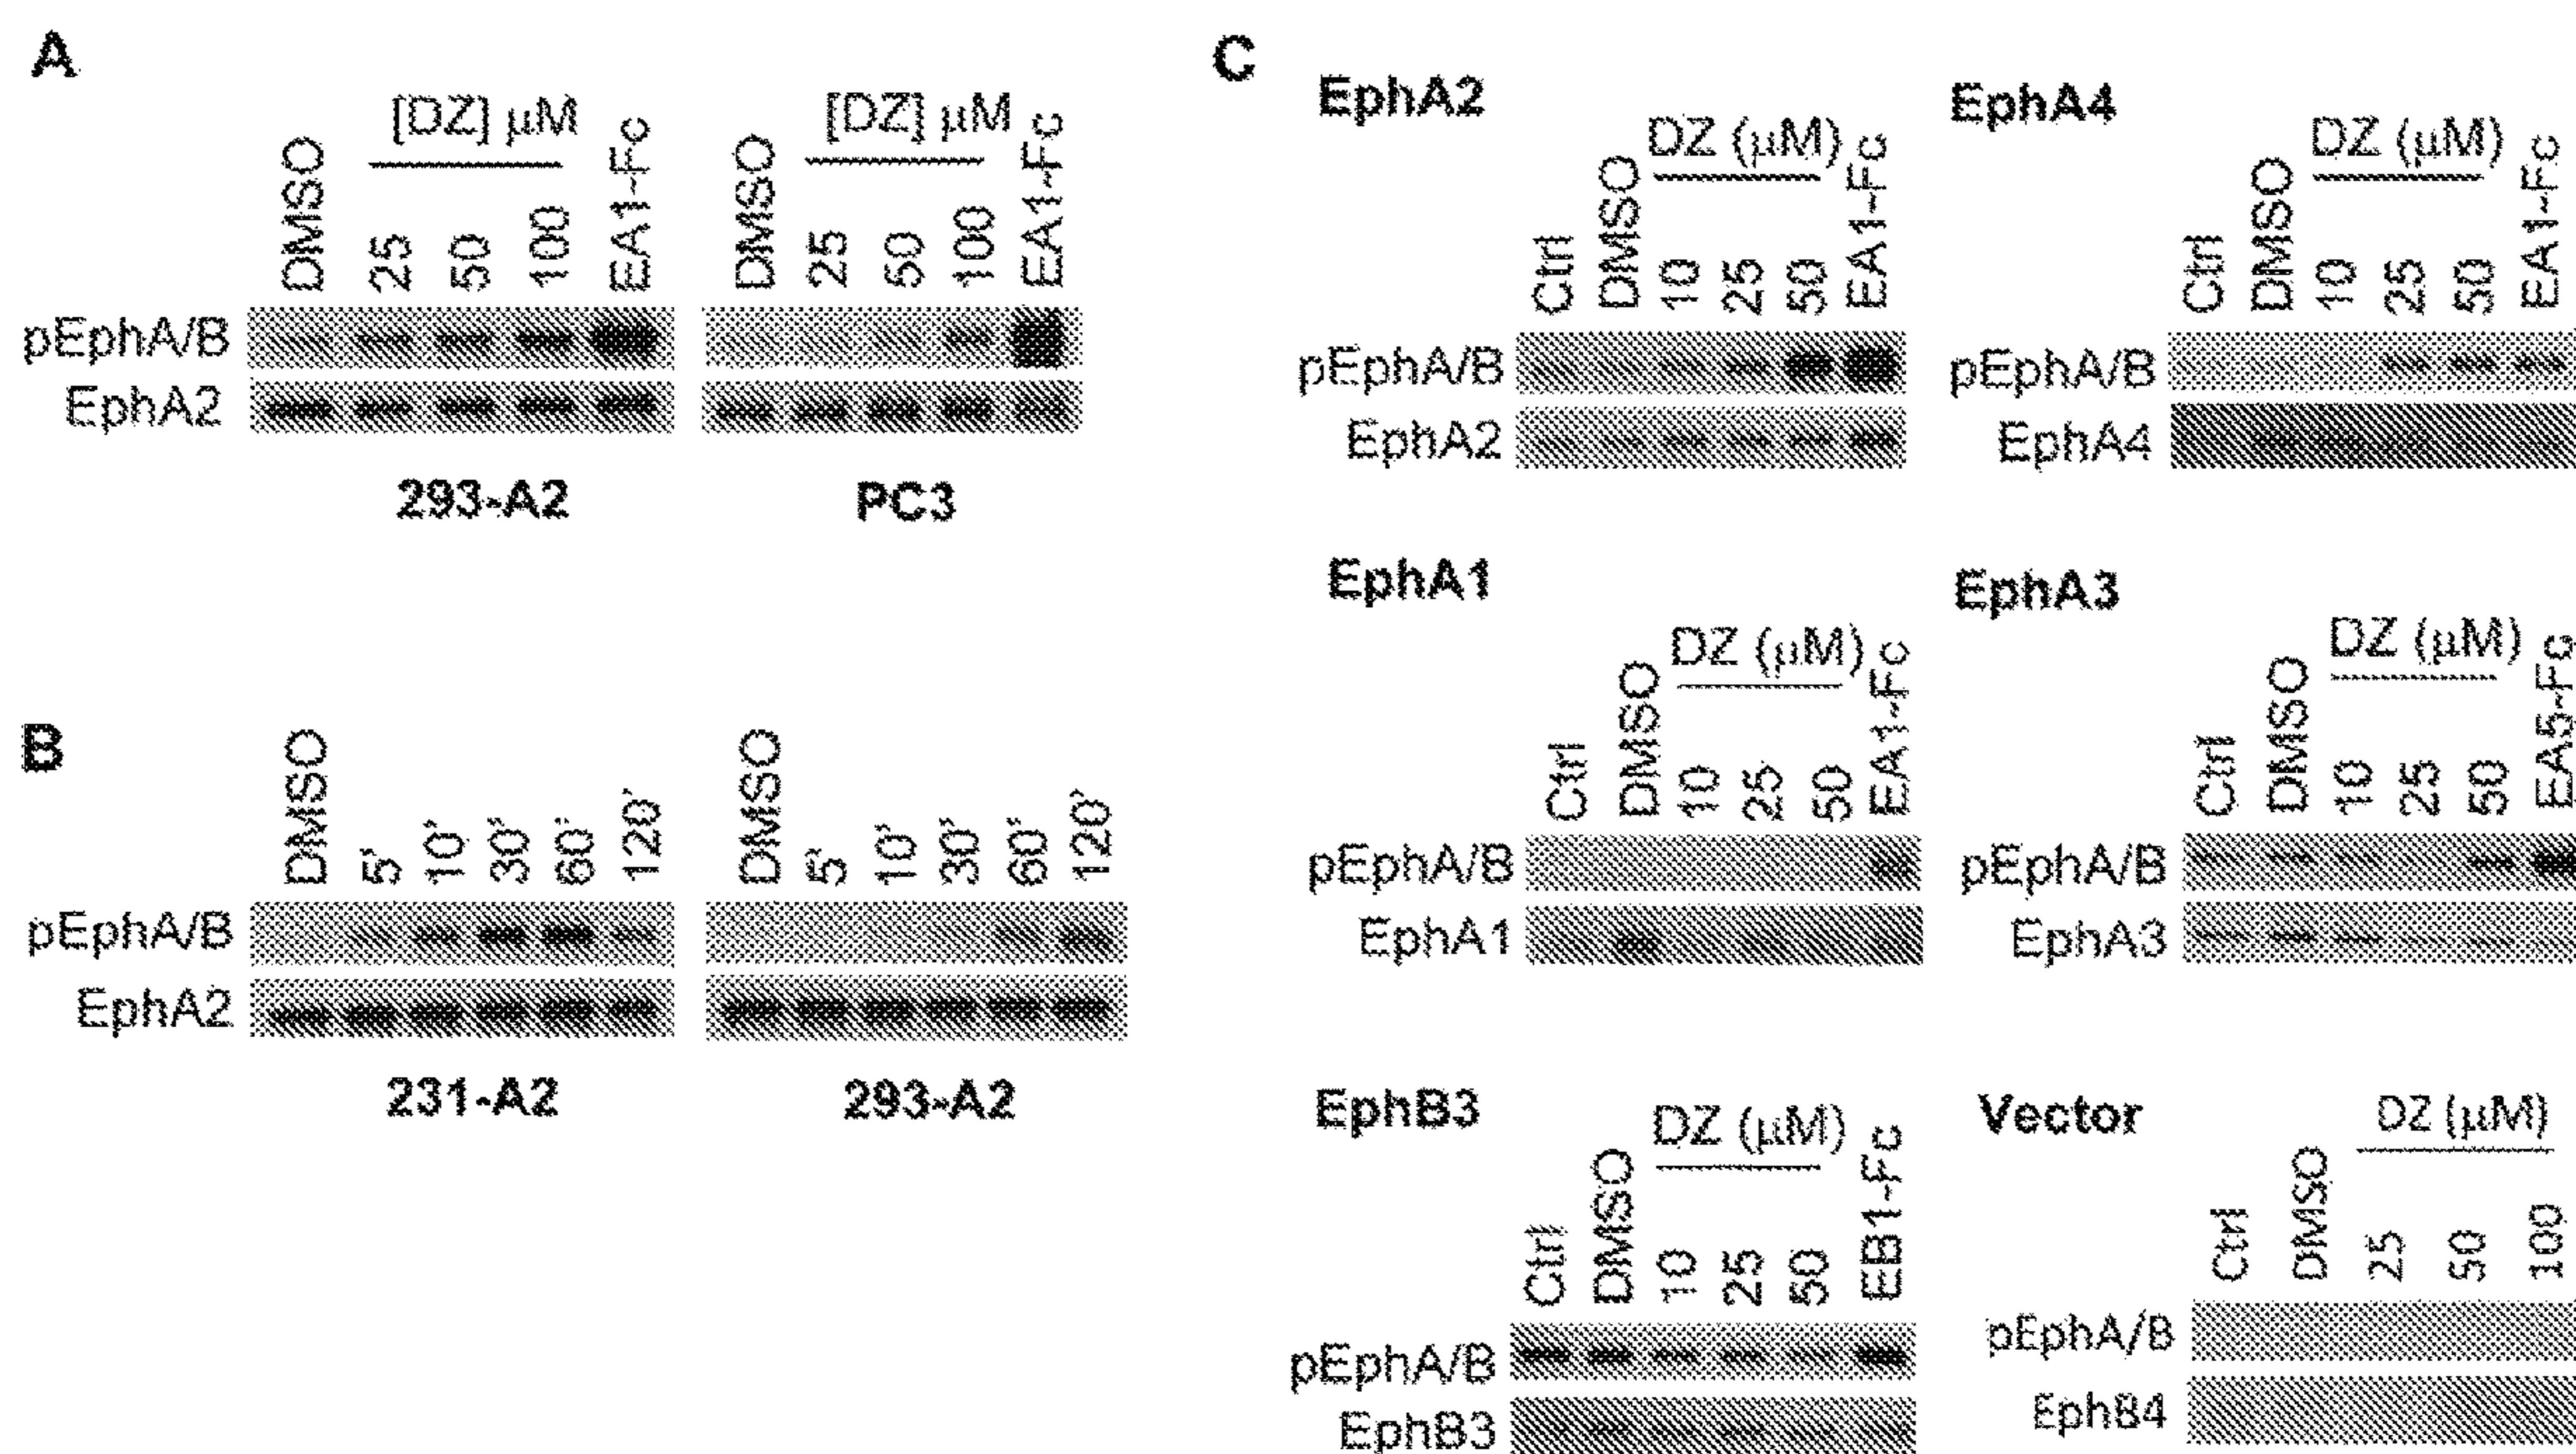 A
[DZ] µM
DMSO 25 50 100 EA1-Fc
pEphA/B
EphA2
293-A2
[DZ] µM
DMSO 25 50 100 EA1-Fc
PC3
B
DMSO 5' 10' 30' 60' 120'
pEphA/B
EphA2
231-A2
DMSO 5' 10' 30' 60' 120'
293-A2
C
EphA2
DZ (µM)
Ctrl DMSO 10 25 50 EA1-Fc
pEphA/B
EphA2
EphA4
DZ (µM)
Ctrl DMSO 10 25 50 EA1-Fc
pEphA/B
EphA4
EphA1
DZ (µM)
Ctrl DMSO 10 25 50 EA1-Fc
pEphA/B
EphA1
EphA3
DZ (µM)
Ctrl DMSO 10 25 50 EA5-Fc
pEphA/B
EphA3
EphB3
DZ (µM)
Ctrl DMSO 10 25 50 EB1-Fc
pEphA/B
EphB3
Vector
DZ (µM)
Ctrl DMSO 25 50 100
pEphA/B
EphB4